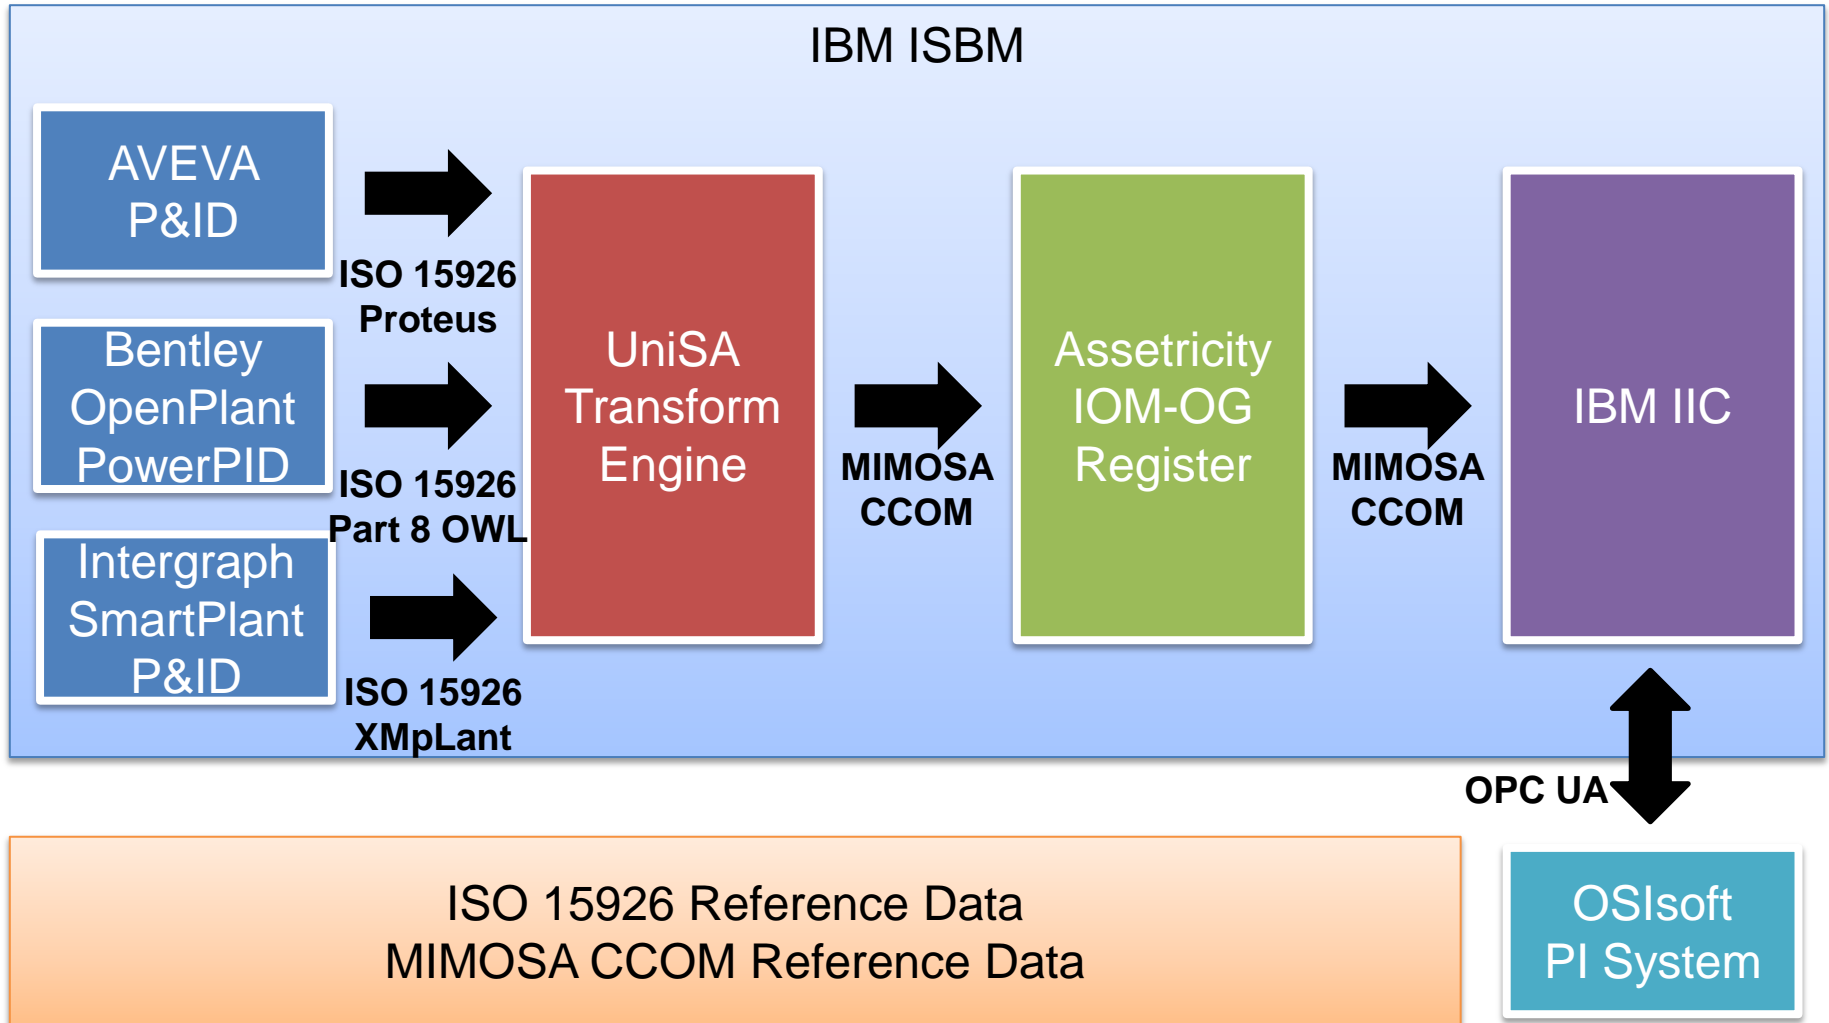 IBM ISBM
AVEVA
P&ID
ISO 15926
Proteus
Bentley
OpenPlant
PowerPID
ISO 15926
Part 8 OWL
Intergraph
SmartPlant
P&ID
ISO 15926
XMpLant
UniSA
Transform
Engine
MIMOSA
CCOM
Assetricity
IOM-OG
Register
MIMOSA
CCOM
IBM IIC
OPC UA
ISO 15926 Reference Data
MIMOSA CCOM Reference Data
OSIsoft
PI System